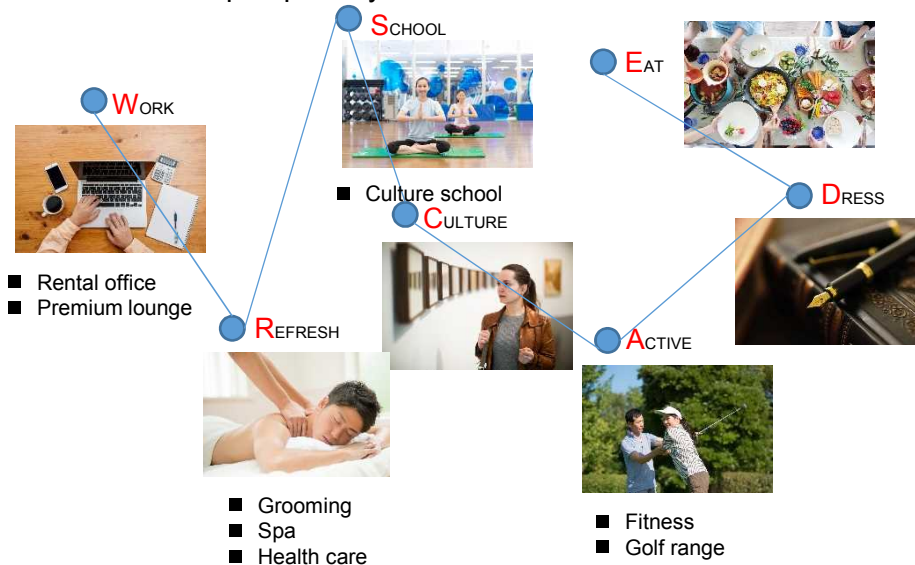 SCHOOL
EAT
WORK
Culture school
CULTURE
DRESS
Rental office
Premium lounge
REFRESH
ACTIVE
Grooming
Spa
Health care
Fitness
Golf range